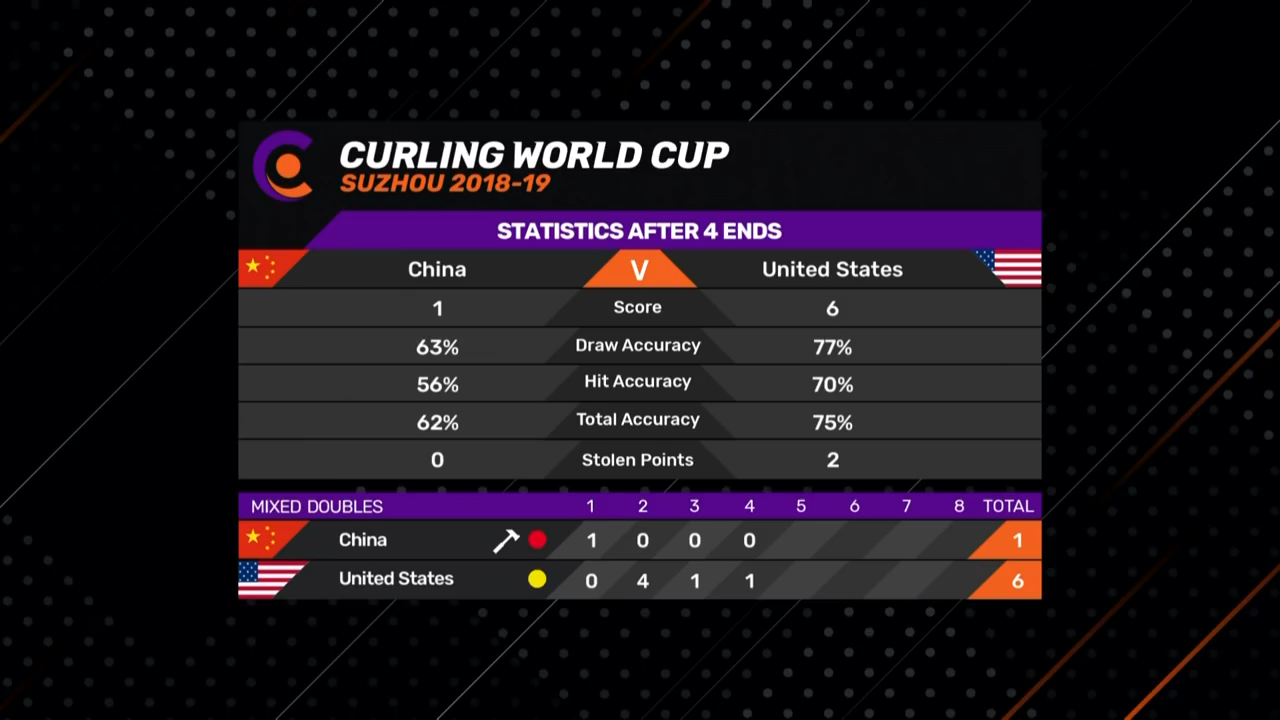 CURLING WORLD CUP
SUZHOU 2018-19
STATISTICS AFTER 4 ENDS
China V United States
1 Score 6
63% Draw Accuracy 77%
56% Hit Accuracy 70%
62% Total Accuracy 75%
0 Stolen Points 2
MIXED DOUBLES 1 2 3 4 5 6 7 8 TOTAL
China 1 0 0 0 1
United States 0 4 1 1 6